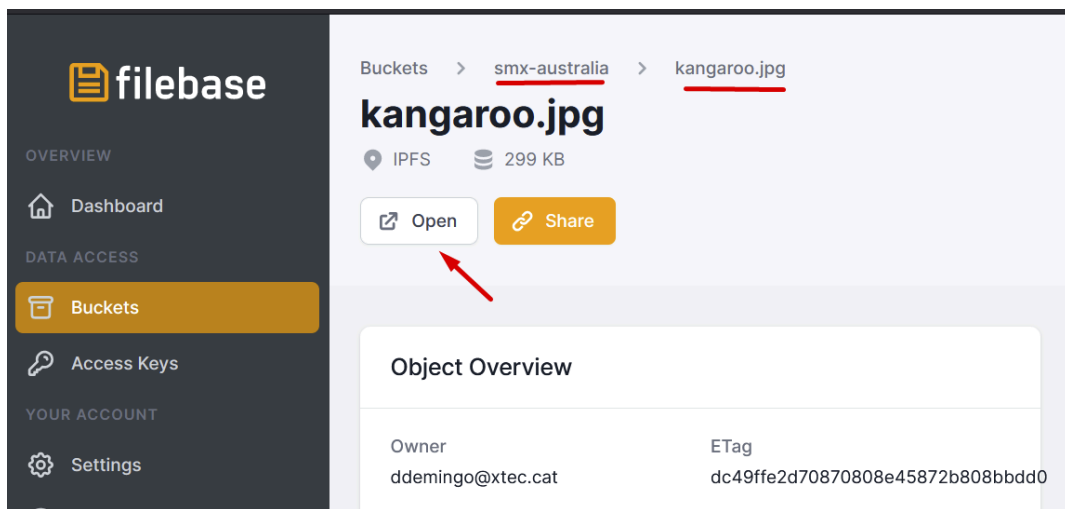 filebase
OVERVIEW
Dashboard
DATA ACCESS
Buckets
Access Keys
YOUR ACCOUNT
Settings
Buckets > smx-australia > kangaroo.jpg
kangaroo.jpg
IPFS 299 KB
Open Share
Object Overview
Owner ETag
ddemingo@xtec.cat dc49ffe2d70870808e45872b808bbdd0